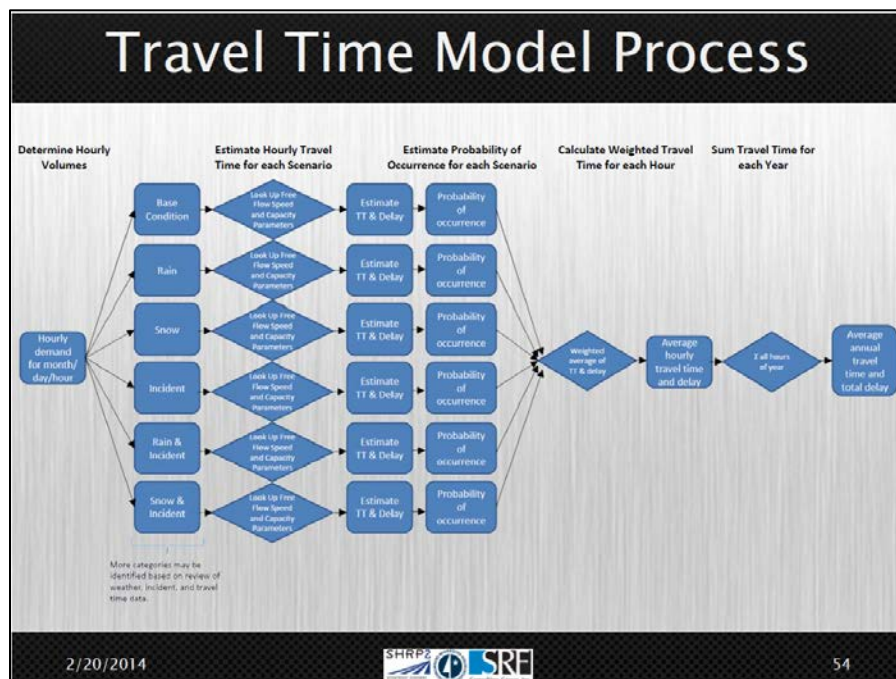 Travel Time Model Process
Determine Hourly
Volumes
Estimate Hourly Travel
Time for each Scenario
Estimate Probability of
Occurrence for each Scenario
Calculate Weighted Travel
Time for each Hour
Sum Travel Time for
each Year
Hourly
demand
for month/
day/hour
Base
Condition
Look Up Free
Flow Speed
and Capacity
Parameters
Estimate
TT & Delay
Probability
of
occurrence
Rain
Look Up Free
Flow Speed
and Capacity
Parameters
Estimate
TT & Delay
Probability
of
occurrence
Snow
Look Up Free
Flow Speed
and Capacity
Parameters
Estimate
TT & Delay
Probability
of
occurrence
Incident
Look Up Free
Flow Speed
and Capacity
Parameters
Estimate
TT & Delay
Probability
of
occurrence
Rain &
Incident
Look Up Free
Flow Speed
and Capacity
Parameters
Estimate
TT & Delay
Probability
of
occurrence
Snow &
Incident
Look Up Free
Flow Speed
and Capacity
Parameters
Estimate
TT & Delay
Probability
of
occurrence
Weighted
average of
TT & delay
Average
hourly
travel time
and delay
Σ all hours
of year
Average
annual
travel
time and
total delay
More categories may be
identified based on review of
weather, incident, and travel
time data.
2/20/2014
SHRP2
SRF
54